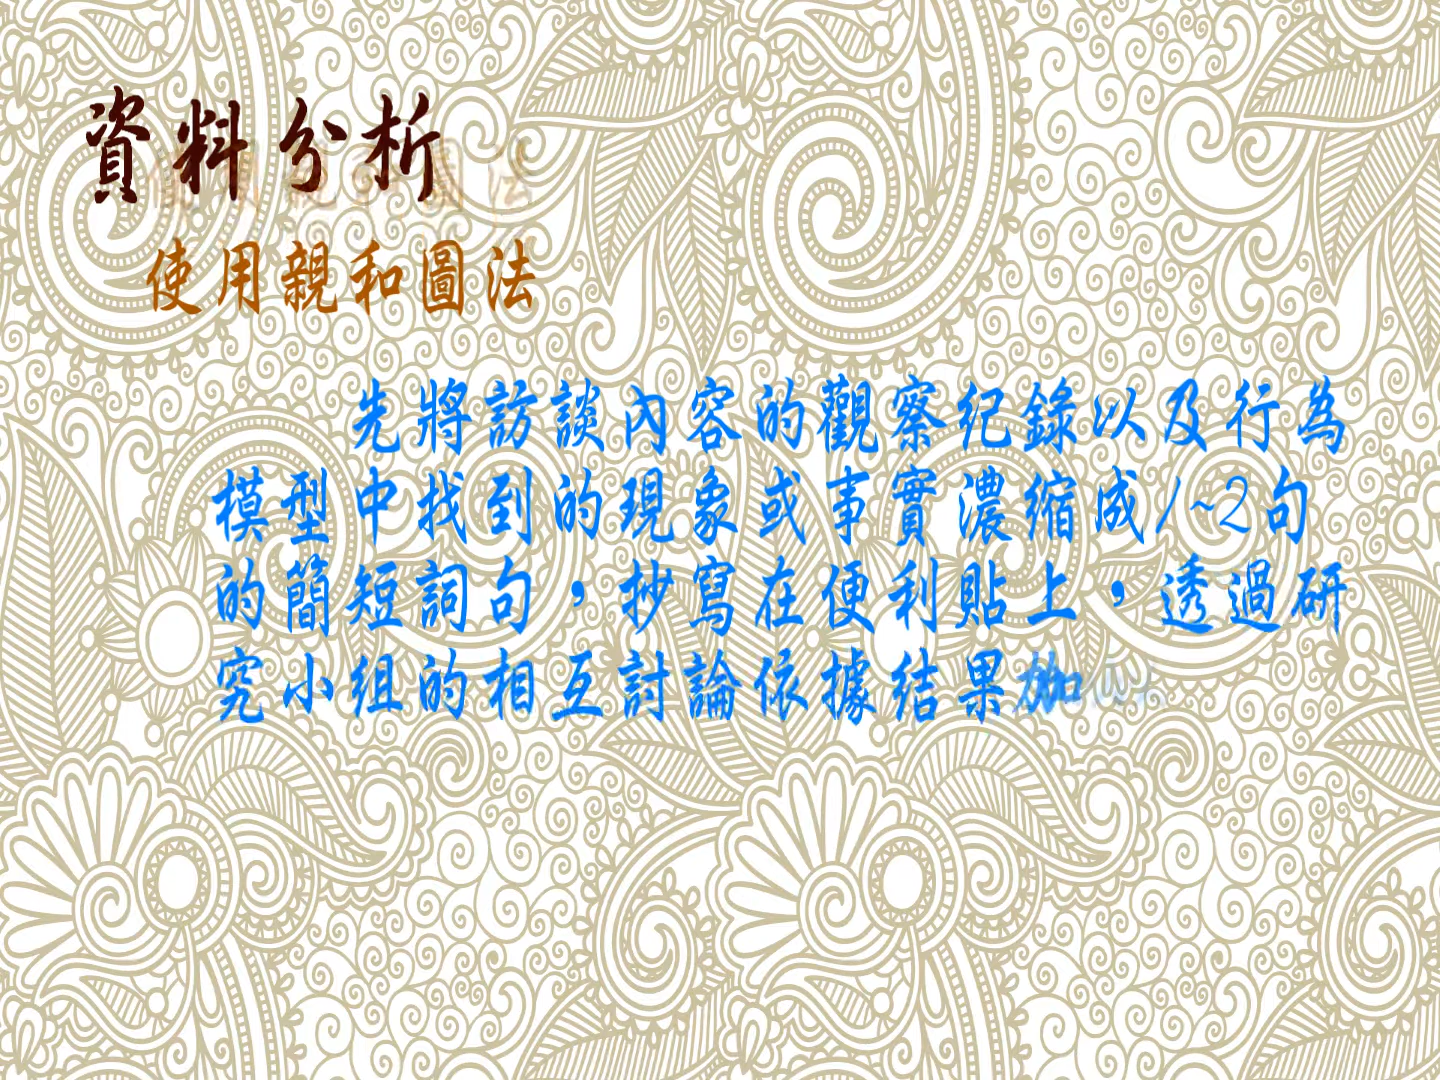 資料分析
使用親和圖法
先將訪談內容的觀察紀錄以及行為
模型中找到的現象或事實濃缩成1~2句
的簡短詞句，抄寫在便利貼上，透過研
究小組的相互討論依據結果加